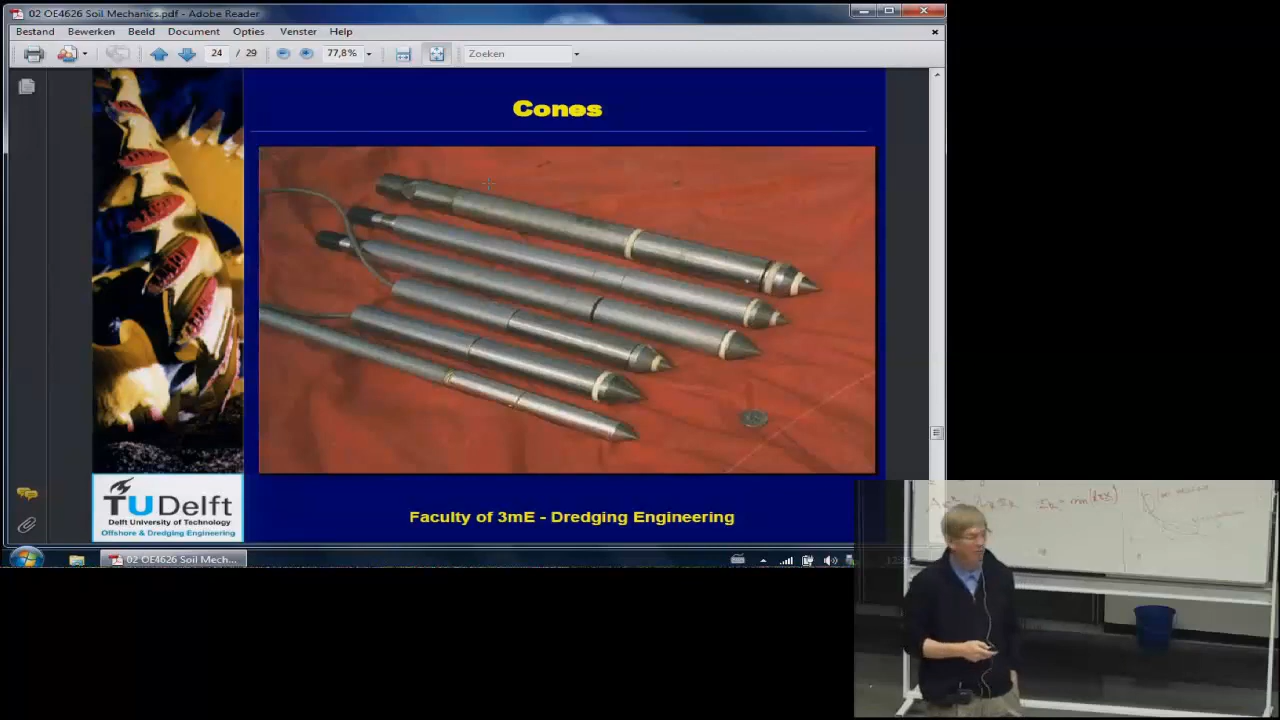 02 OE4626 Soil Mechanics.pdf - Adobe Reader
Bestand Bewerken Beeld Document Opties Venster Help
24 / 29 77,8% Zoeken
Cones
TU Delft
Delft University of Technology
Offshore & Dredging Engineering
Faculty of 3mE - Dredging Engineering
02 OE4626 Soil Mech...